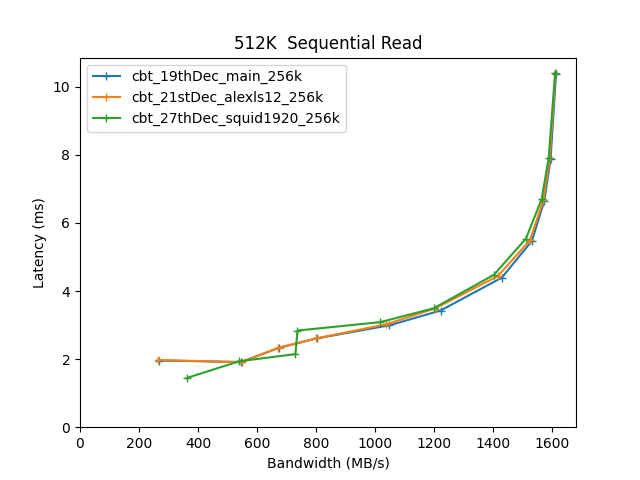 512K  Sequential Read
cbt_19thDec_main_256k
cbt_21stDec_alexls12_256k
cbt_27thDec_squid1920_256k
Latency (ms)
10
8
6
4
2
0
0 200 400 600 800 1000 1200 1400 1600
Bandwidth (MB/s)